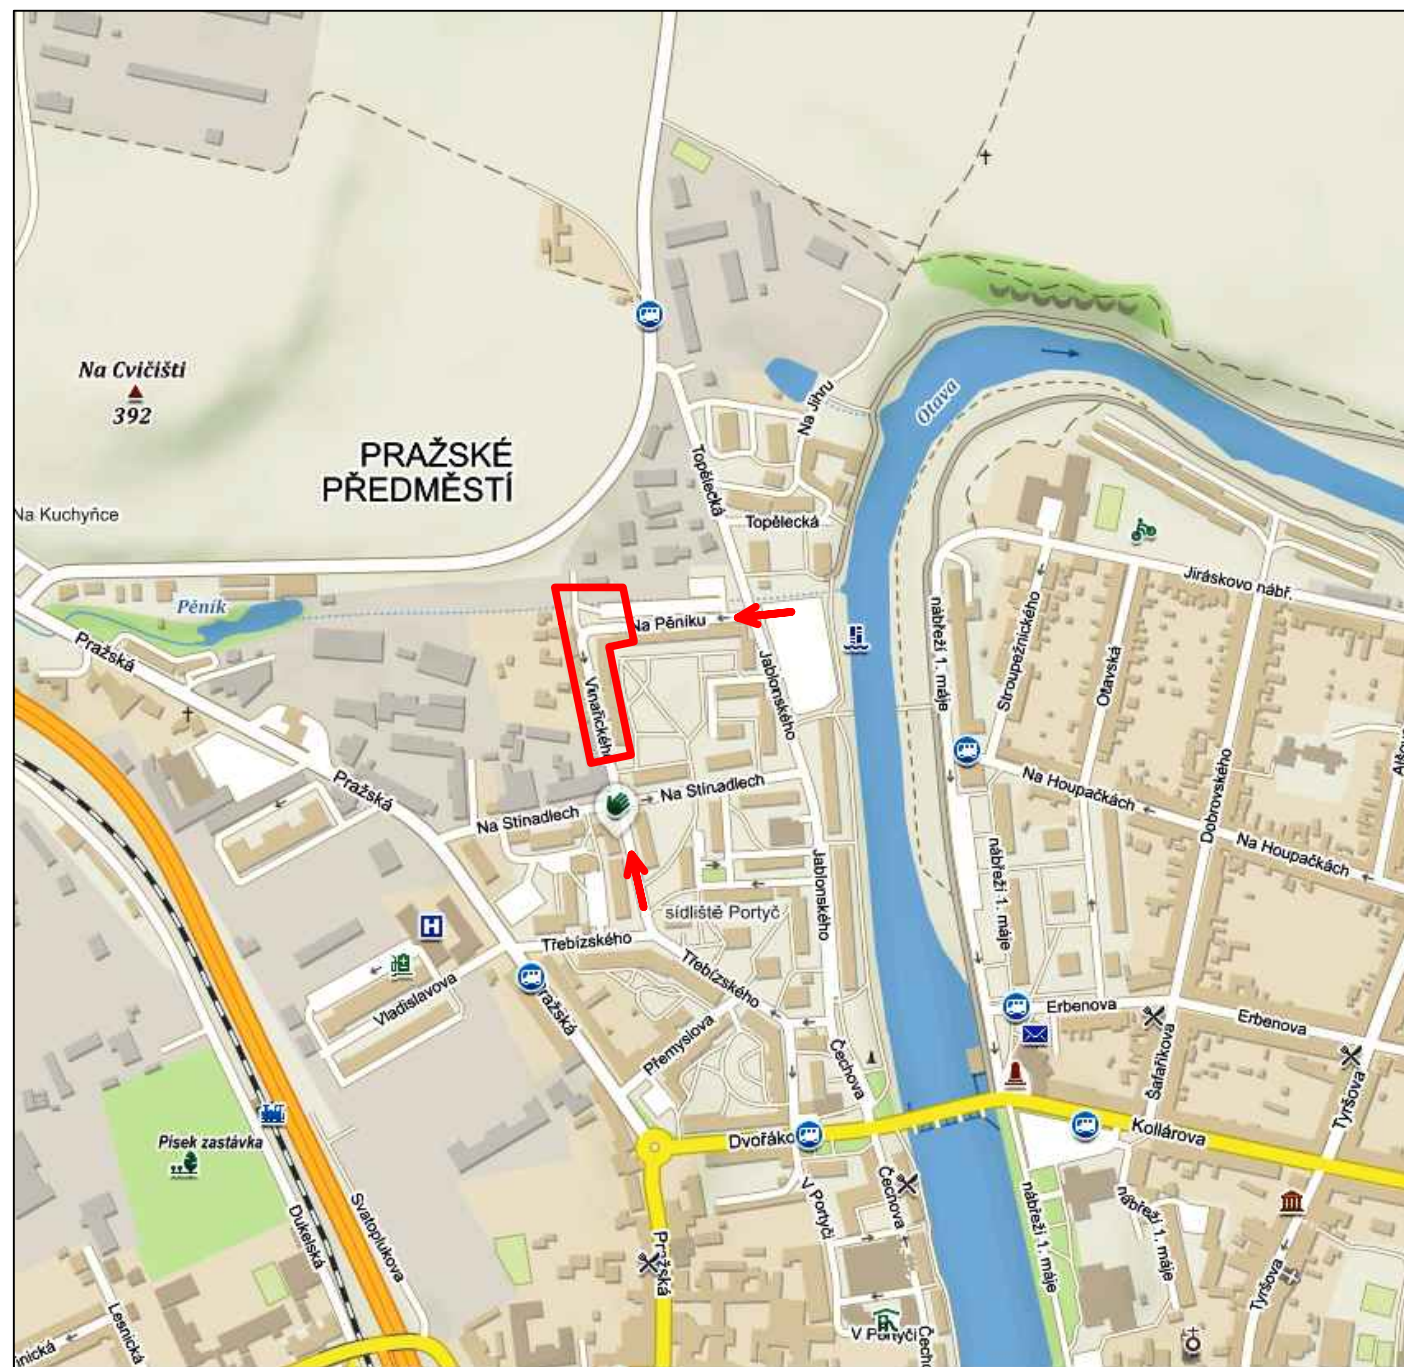 Na Cvičišti
392
PRAŽSKÉ
PŘEDMĚSTÍ
Na Kuchyňce
Otava
Na Jihru
Topělecká
Topělecká
Jiráskovo nábř.
Pěník
Na Pěníku
Pražská
Vinařického
Jablonského
nábřeží 1. máje
Stroupežnického
Otavská
Dobrovského
Alšova
Na Houpačkách
Na Houpačkách
Pražská
Na Stínadlech
Na Stínadlech
Jablonského
nábřeží 1. máje
sídliště Portyč
H
Třebízského
Třebízského
Vladislavova
Pražská
Přemyslova
Čechova
Erbenova
Erbenova
Šafaříkova
Tyršova
Písek zastávka
Dvořákova
Kollárova
Svatoplukova
Dukelská
Lesnická
Pražská
V Portyči
Čechova
nábřeží 1. máje
nábřeží 1. máje
Tyršova
V Portyči